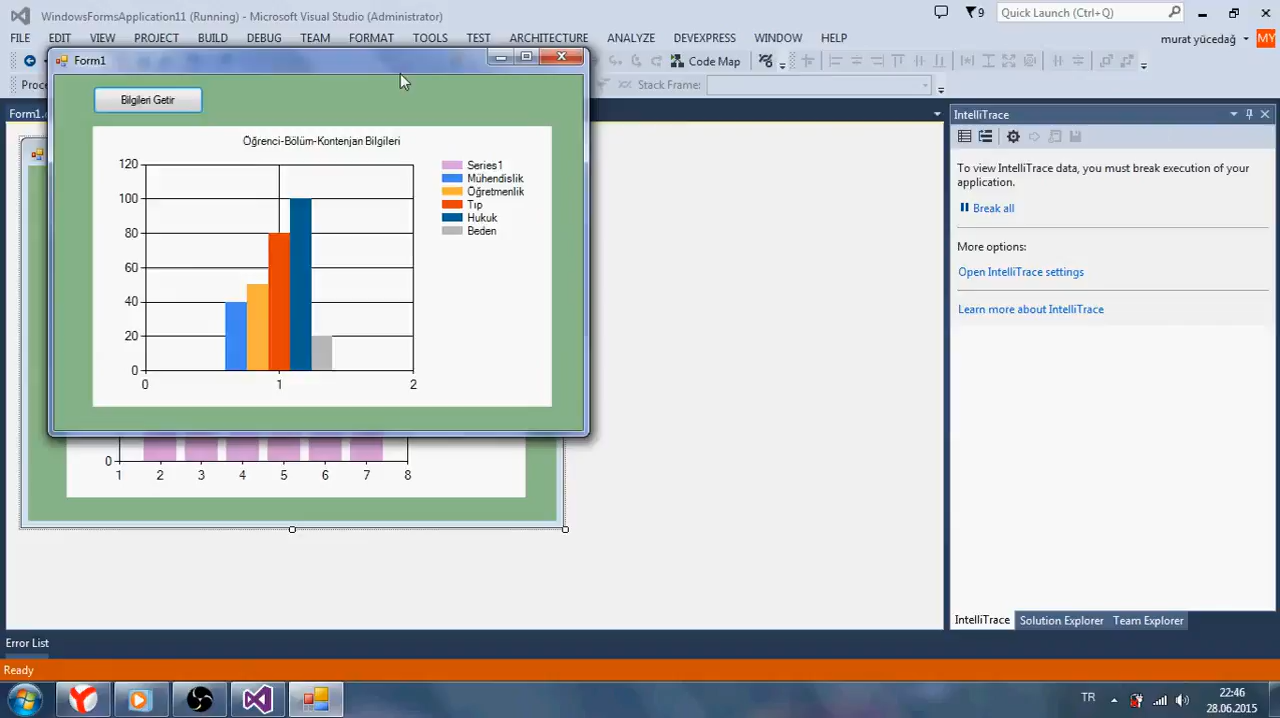 WindowsFormsApplication11 (Running) - Microsoft Visual Studio (Administrator)
9
Quick Launch (Ctrl+Q)
FILE EDIT VIEW PROJECT BUILD DEBUG TEAM FORMAT TOOLS TEST ARCHITECTURE ANALYZE DEVEXPRESS WINDOW HELP
murat yücedağ
MY
Form1
Code Map
Stack Frame:
Bilgileri Getir
Öğrenci-Bölüm-Kontenjan Bilgileri
120
100
80
60
40
20
0
0 1 2
Series1
Mühendislik
Öğretmenlik
Tıp
Hukuk
Beden
0
1 2 3 4 5 6 7 8
IntelliTrace
To view IntelliTrace data, you must break execution of your
application.
Break all
More options:
Open IntelliTrace settings
Learn more about IntelliTrace
IntelliTrace Solution Explorer Team Explorer
Error List
Ready
TR
22:46
28.06.2015